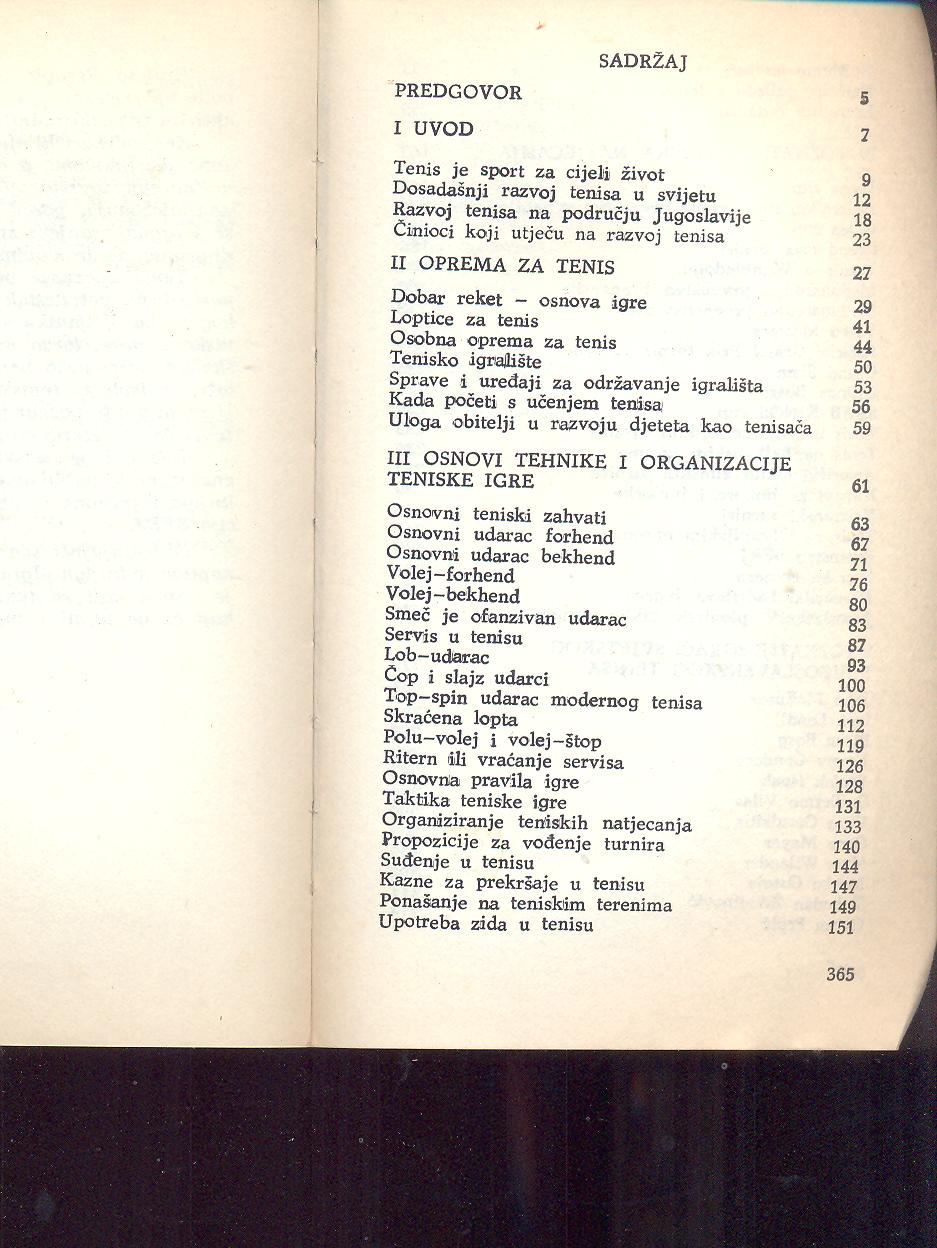 SADRŽAJ
PREDGOVOR 5
I UVOD 7
Tenis je sport za cijeli život 9
Dosadašnji razvoj tenisa u svijetu 12
Razvoj tenisa na području Jugoslavije 18
Činioci koji utječu na razvoj tenisa 23
II OPREMA ZA TENIS 27
Dobar reket – osnova igre 29
Loptice za tenis 41
Osobna oprema za tenis 44
Tenisko igralište 50
Sprave i uređaji za održavanje igrališta 53
Kada početi s učenjem tenisa 56
Uloga obitelji u razvoju djeteta kao tenisača 59
III OSNOVI TEHNIKE I ORGANIZACIJE
TENISKE IGRE 61
Osnovni teniski zahvati 63
Osnovni udarac forhend 67
Osnovni udarac bekhend 71
Volej–forhend 76
Volej–bekhend 80
Smeč je ofanzivan udarac 83
Servis u tenisu 87
Lob–udarac 93
Čop i slajz udarci 100
Top–spin udarac modernog tenisa 106
Skraćena lopta 112
Polu–volej i volej–štop 119
Ritern ili vraćanje servisa 126
Osnovna pravila igre 128
Taktika teniske igre 131
Organiziranje teniskih natjecanja 133
Propozicije za vođenje turnira 140
Suđenje u tenisu 144
Kazne za prekršaje u tenisu 147
Ponašanje na teniskim terenima 149
Upotreba zida u tenisu 151
365